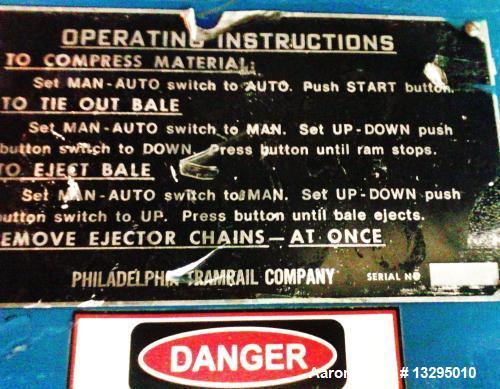 OPERATING INSTRUCTIONS
TO COMPRESS MATERIAL:
Set MAN-AUTO switch to AUTO. Push START button.
TO TIE OUT BALE
Set MAN-AUTO switch to MAN. Set UP-DOWN push
button switch to DOWN. Press button until ram stops.
TO EJECT BALE
Set MAN-AUTO switch to MAN. Set UP-DOWN push
button switch to UP. Press button until bale ejects.
EMOVE EJECTOR CHAINS — AT ONCE
PHILADELPHIA TRAMRAIL COMPANY SERIAL NO
DANGER
Aaron # 13295010